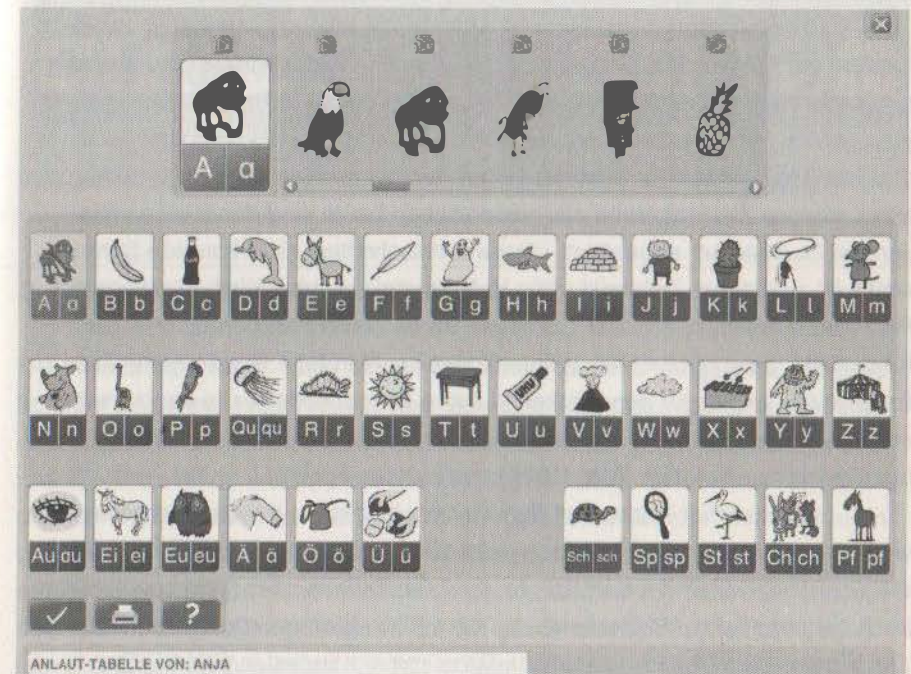 A a
A a B b C c D d E e F f G g H h I i J j K k L l M m
N n O o P p Qu qu R r S s T t U u V v W w X x Y y Z z
Au au Ei ei Eu eu Ä ä Ö ö Ü ü Sch sch Sp sp St st Ch ch Pf pf
?
ANLAUT-TABELLE VON: ANJA